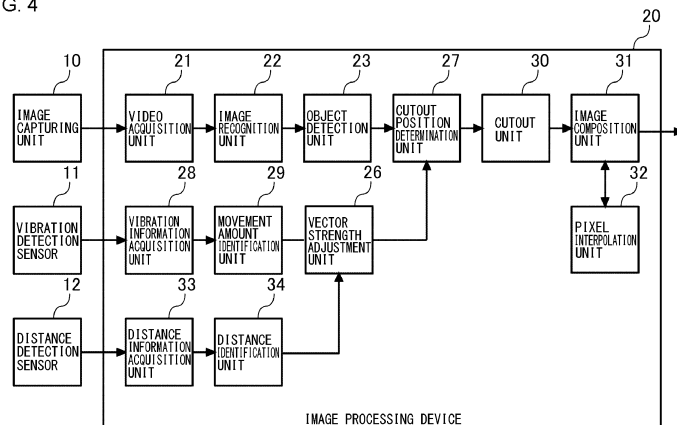 G. 4
20
10
21
22
23
27
30
31
IMAGE
CAPTURING
UNIT
VIDEO
ACQUISITION
UNIT
IMAGE
RECOGNITION
UNIT
OBJECT
DETECTION
UNIT
CUTOUT
POSITION
DETERMINATION
UNIT
CUTOUT
UNIT
IMAGE
COMPOSITION
UNIT
11
28
29
26
32
VIBRATION
DETECTION
SENSOR
VIBRATION
INFORMATION
ACQUISITION
UNIT
MOVEMENT
AMOUNT
IDENTIFICATION
UNIT
VECTOR
STRENGTH
ADJUSTMENT
UNIT
PIXEL
INTERPOLATION
UNIT
12
33
34
DISTANCE
DETECTION
SENSOR
DISTANCE
INFORMATION
ACQUISITION
UNIT
DISTANCE
IDENTIFICATION
UNIT
IMAGE PROCESSING DEVICE